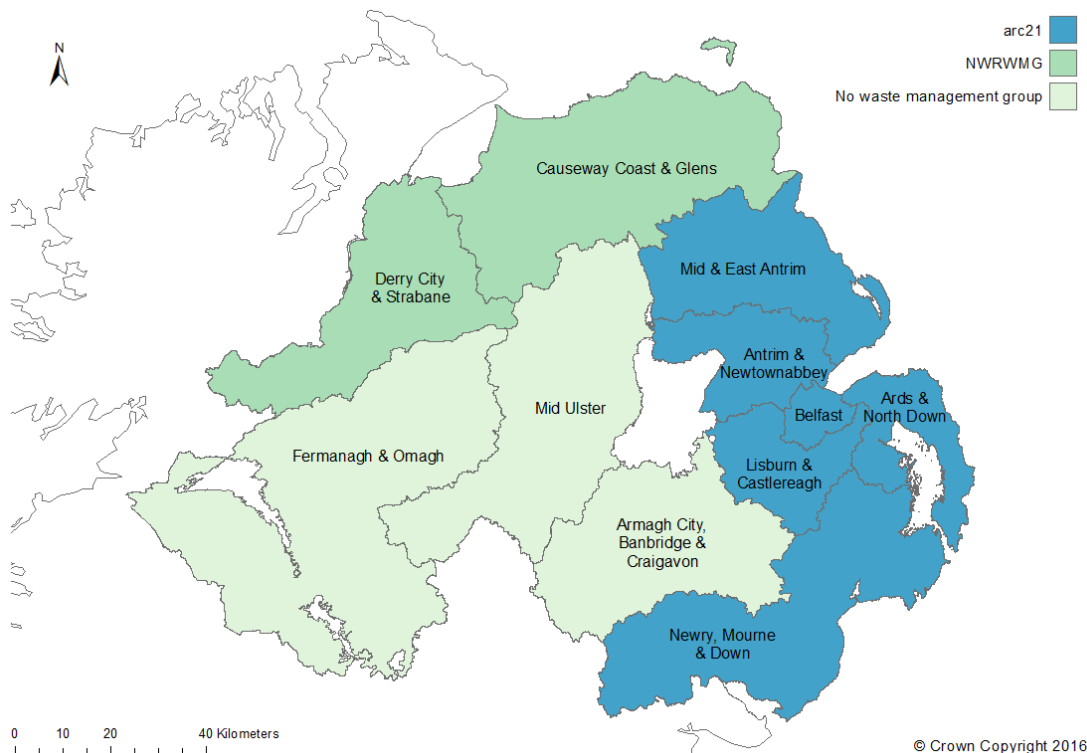 arc21
N
NWRWMG
No waste management group
Causeway Coast & Glens
Mid & East Antrim
Derry City
& Strabane
Antrim &
Newtownabbey
Ards &
North Down
Mid Ulster
Belfast
Fermanagh & Omagh
Lisburn &
Castlereagh
Armagh City,
Banbridge &
Craigavon
Newry, Mourne
& Down
0 10 20 40 Kilometers
© Crown Copyright 2016